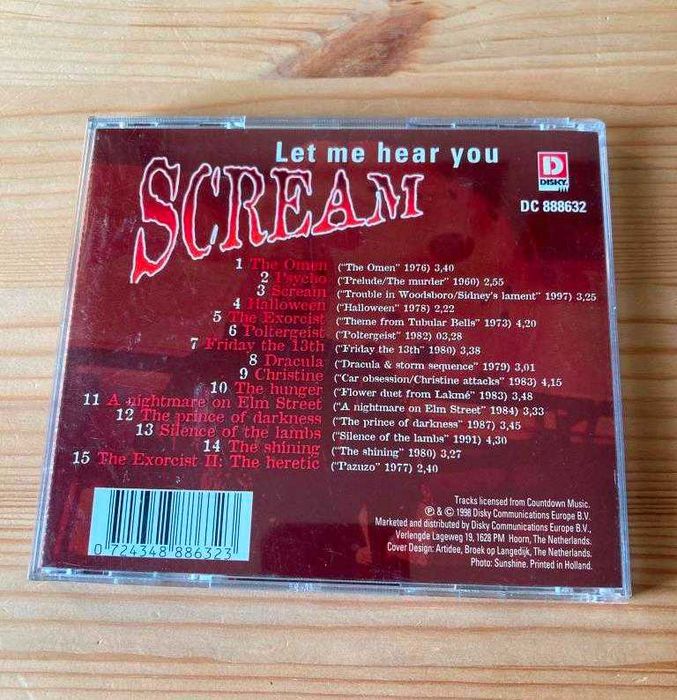 Let me hear you
SCREAM
D
DISKY
DC 888632
1 The Omen ("The Omen" 1976) 3,40
2 Psycho ("Prelude/The murder" 1960) 2,55
3 Scream ("Trouble in Woodsboro/Sidney's lament" 1997) 3,25
4 Halloween ("Halloween" 1978) 2,22
5 The Exorcist ("Theme from Tubular Bells" 1973) 4,20
6 Poltergeist ("Poltergeist" 1982) 03,28
7 Friday the 13th ("Friday the 13th" 1980) 3,38
8 Dracula ("Dracula & storm sequence" 1979) 3,01
9 Christine ("Car obsession/Christine attacks" 1983) 4,15
10 The hunger ("Flower duet from Lakmé" 1983) 3,48
11 A nightmare on Elm Street ("A nightmare on Elm Street" 1984) 3,33
12 The prince of darkness ("The prince of darkness" 1987) 3,45
13 Silence of the lambs ("Silence of the lambs" 1991) 4,30
14 The shining ("The shining" 1980) 3,27
15 The Exorcist II: The heretic ("Pazuzo" 1977) 2,40
Tracks licensed from Countdown Music.
℗ & © 1998 Disky Communications Europe B.V.
Marketed and distributed by Disky Communications Europe B.V.,
Verlengde Lageweg 19, 1628 PM Hoorn, The Netherlands.
Cover Design: Artidee, Broek op Langedijk, The Netherlands.
Photo: Sunshine. Printed in Holland.
0 724348 886323